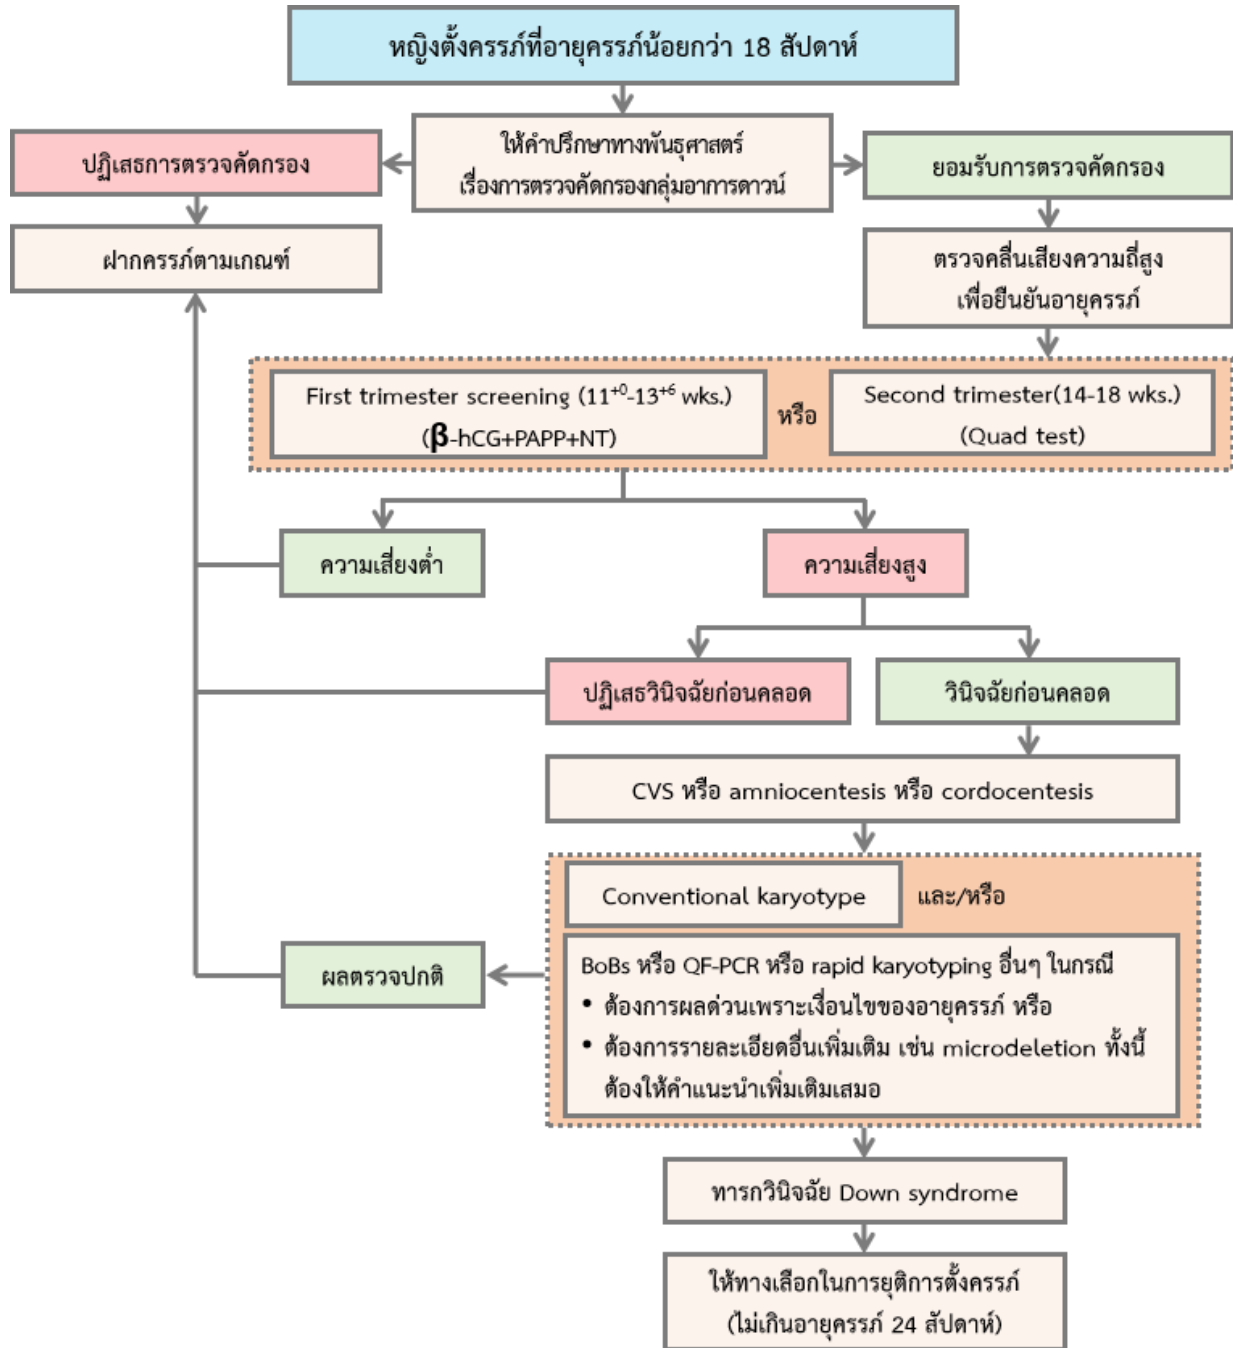 หญิงตั้งครรภ์ที่อายุครรภ์น้อยกว่า 18 สัปดาห์
ให้คำปรึกษาทางพันธุศาสตร์
เรื่องการตรวจคัดกรองกลุ่มอาการดาวน์
ปฏิเสธการตรวจคัดกรอง
ยอมรับการตรวจคัดกรอง
ฝากครรภ์ตามเกณฑ์
ตรวจคลื่นเสียงความถี่สูง
เพื่อยืนยันอายุครรภ์
First trimester screening (11⁺⁰-13⁺⁶ wks.)
(β-hCG+PAPP+NT)
หรือ
Second trimester(14-18 wks.)
(Quad test)
ความเสี่ยงต่ำ
ความเสี่ยงสูง
ปฏิเสธวินิจฉัยก่อนคลอด
วินิจฉัยก่อนคลอด
CVS หรือ amniocentesis หรือ cordocentesis
Conventional karyotype
และ/หรือ
BoBs หรือ QF-PCR หรือ rapid karyotyping อื่นๆ ในกรณี
• ต้องการผลด่วนเพราะเงื่อนไขของอายุครรภ์ หรือ
• ต้องการรายละเอียดอื่นเพิ่มเติม เช่น microdeletion ทั้งนี้
ต้องให้คำแนะนำเพิ่มเติมเสมอ
ผลตรวจปกติ
ทารกวินิจฉัย Down syndrome
ให้ทางเลือกในการยุติการตั้งครรภ์
(ไม่เกินอายุครรภ์ 24 สัปดาห์)